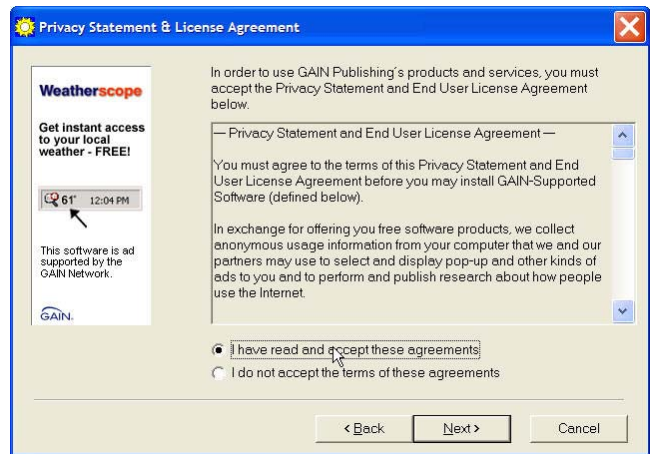 Privacy Statement & License Agreement
Weatherscope
Get instant access
to your local
weather - FREE!
61° 12:04 PM
This software is ad
supported by the
GAIN Network.
GAIN.
In order to use GAIN Publishing's products and services, you must
accept the Privacy Statement and End User License Agreement
below.
— Privacy Statement and End User License Agreement —
You must agree to the terms of this Privacy Statement and End
User License Agreement before you may install GAIN-Supported
Software (defined below).
In exchange for offering you free software products, we collect
anonymous usage information from your computer that we and our
partners may use to select and display pop-up and other kinds of
ads to you and to perform and publish research about how people
use the Internet.
I have read and accept these agreements
I do not accept the terms of these agreements
< Back Next > Cancel